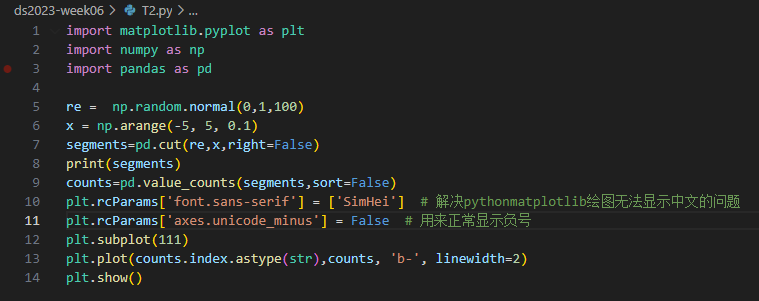 ds2023-week06 > T2.py > ...
1 import matplotlib.pyplot as plt
2 import numpy as np
3 import pandas as pd
4
5 re =  np.random.normal(0,1,100)
6 x = np.arange(-5, 5, 0.1)
7 segments=pd.cut(re,x,right=False)
8 print(segments)
9 counts=pd.value_counts(segments,sort=False)
10 plt.rcParams['font.sans-serif'] = ['SimHei']  # 解决pythonmatplotlib绘图无法显示中文的问题
11 plt.rcParams['axes.unicode_minus'] = False  # 用来正常显示负号
12 plt.subplot(111)
13 plt.plot(counts.index.astype(str),counts, 'b-', linewidth=2)
14 plt.show()